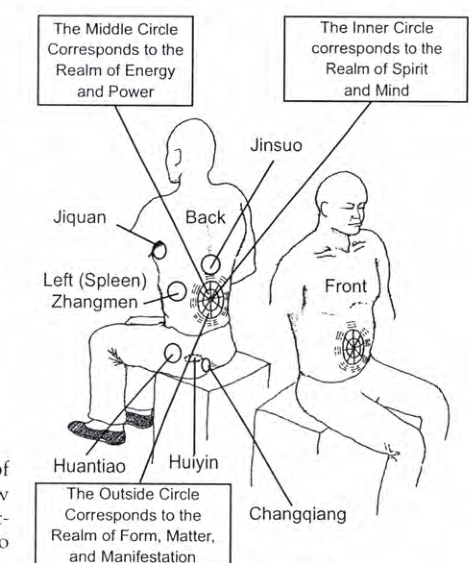 The Middle Circle
Corresponds to the
Realm of Energy
and Power
The Inner Circle
corresponds to the
Realm of Spirit
and Mind
Jinsuo
Jiquan
Back
Left (Spleen)
Zhangmen
Front
Huantiao
Huiyin
Changqiang
The Outside Circle
Corresponds to the
Realm of Form, Matter,
and Manifestation
of